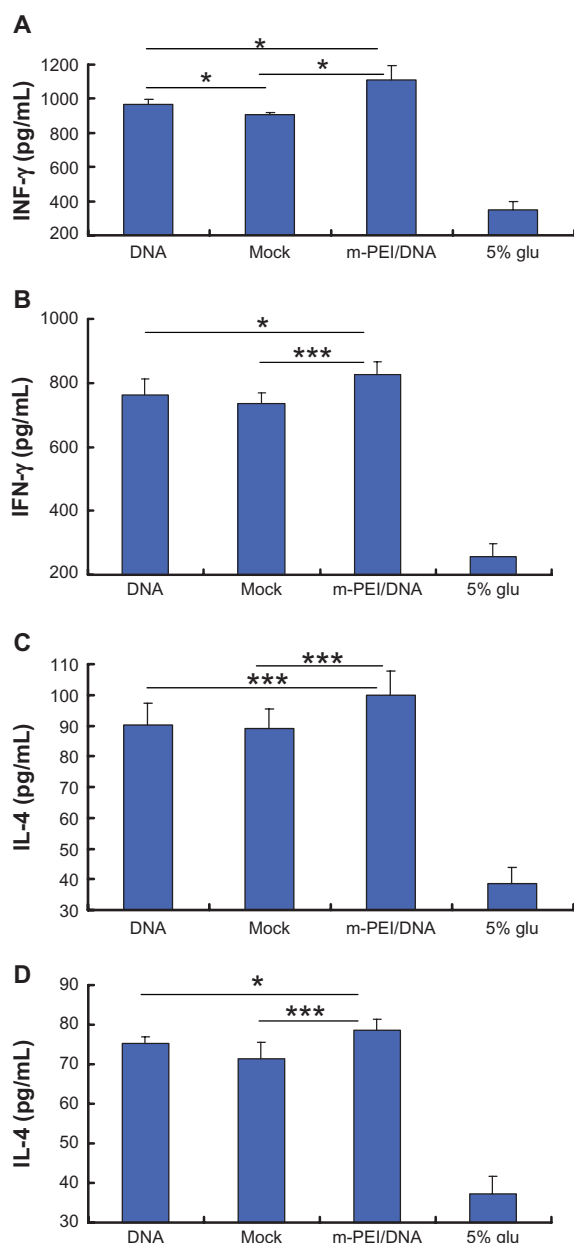 A
*
* *
INF-γ (pg/mL)
1200
1000
800
600
400
200
DNA Mock m-PEI/DNA 5% glu
B
*
***
IFN-γ (pg/mL)
1000
800
600
400
200
DNA Mock m-PEI/DNA 5% glu
C
***
***
IL-4 (pg/mL)
110
100
90
80
70
60
50
40
30
DNA Mock m-PEI/DNA 5% glu
D
*
***
IL-4 (pg/mL)
90
80
70
60
50
40
30
DNA Mock m-PEI/DNA 5% glu